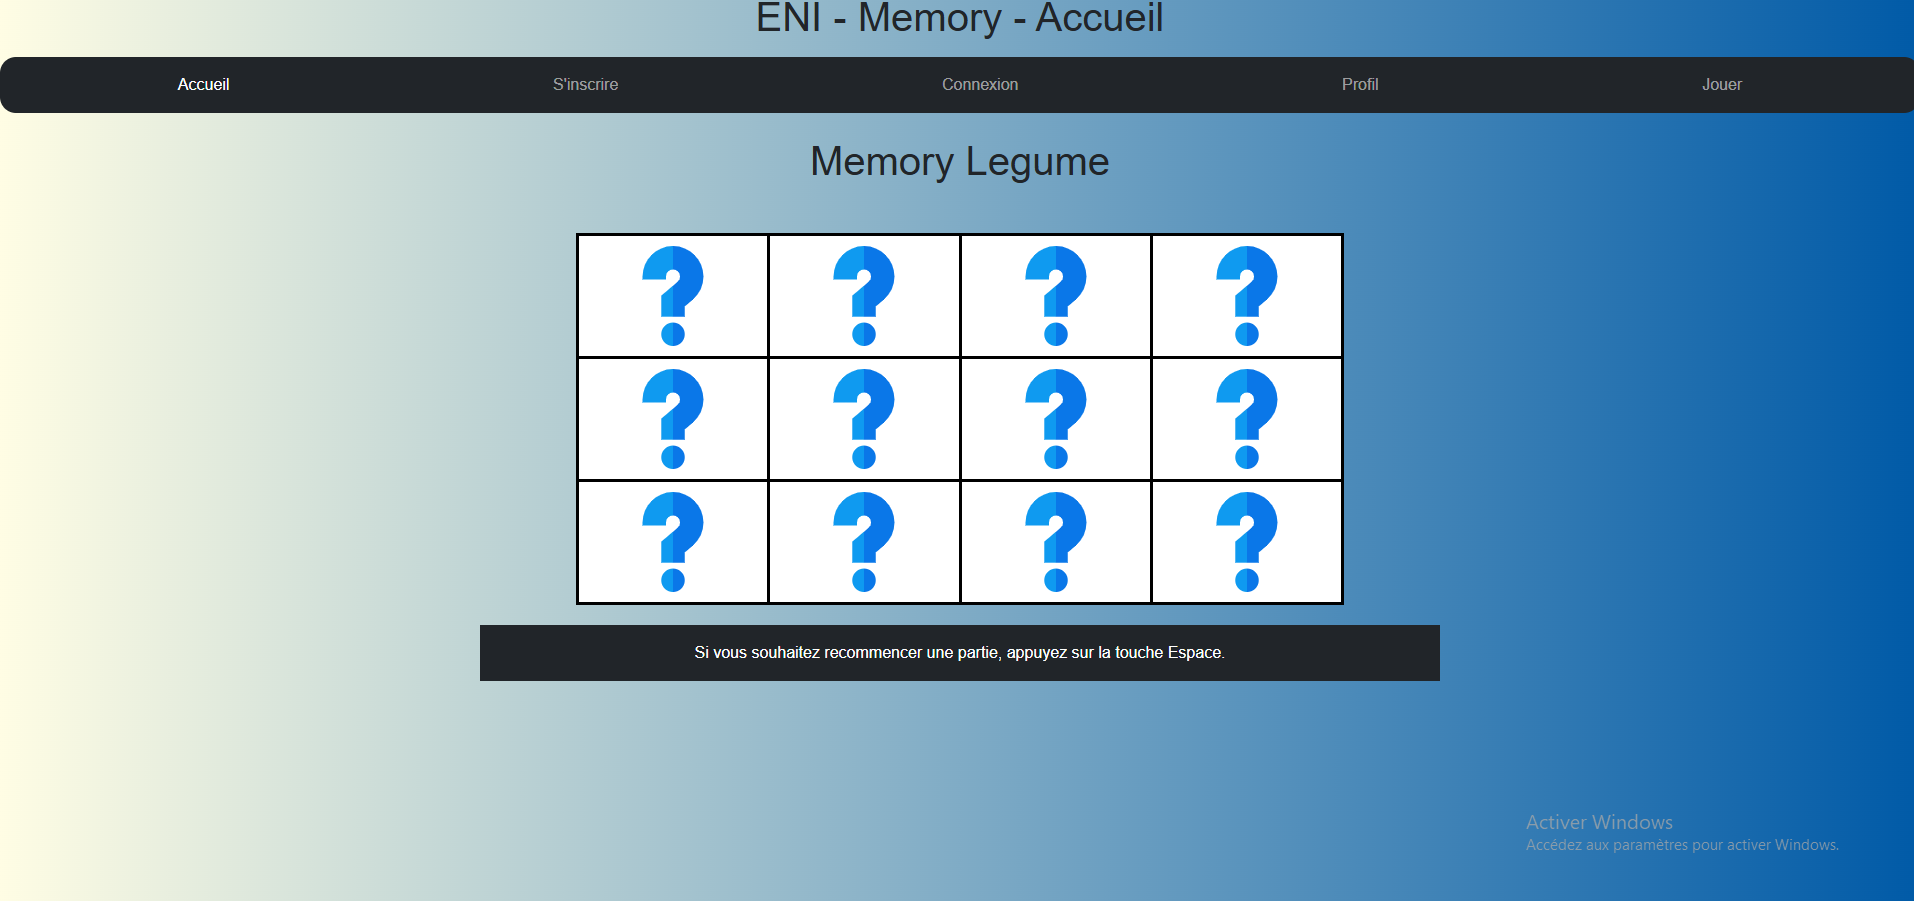 ENI - Memory - Accueil
Accueil S'inscrire Connexion Profil Jouer
Memory Legume
? ? ? ?
? ? ? ?
? ? ? ?
Si vous souhaitez recommencer une partie, appuyez sur la touche Espace.
Activer Windows
Accédez aux paramètres pour activer Windows.